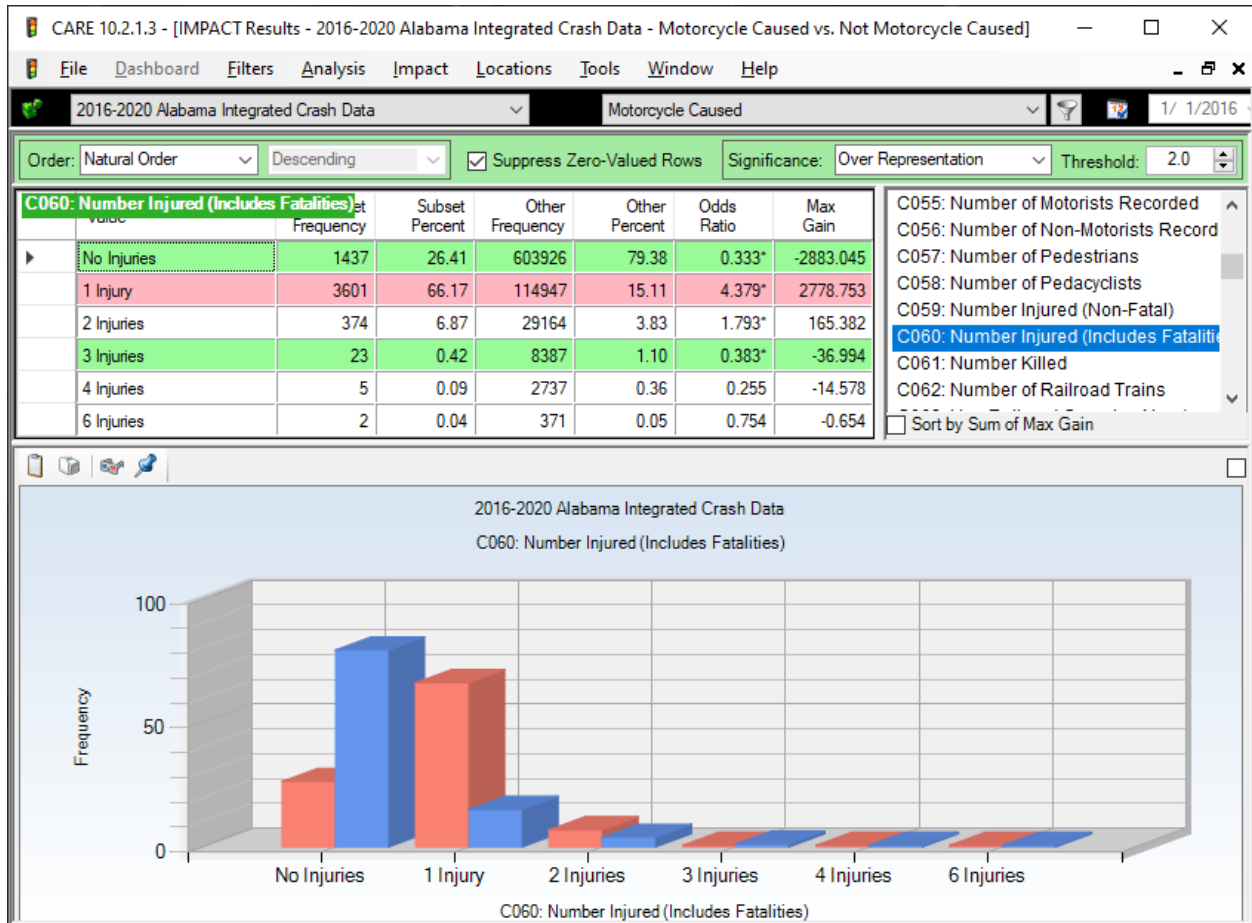 CARE 10.2.1.3 - [IMPACT Results - 2016-2020 Alabama Integrated Crash Data - Motorcycle Caused vs. Not Motorcycle Caused]
File Dashboard Filters Analysis Impact Locations Tools Window Help
2016-2020 Alabama Integrated Crash Data Motorcycle Caused 1/ 1/2016
Order: Natural Order Descending Suppress Zero-Valued Rows Significance: Over Representation Threshold: 2.0
C060: Number Injured (Includes Fatalities)
Frequency Subset Percent Other Frequency Other Percent Odds Ratio Max Gain
No Injuries 1437 26.41 603926 79.38 0.333* -2883.045
1 Injury 3601 66.17 114947 15.11 4.379* 2778.753
2 Injuries 374 6.87 29164 3.83 1.793* 165.382
3 Injuries 23 0.42 8387 1.10 0.383* -36.994
4 Injuries 5 0.09 2737 0.36 0.255 -14.578
6 Injuries 2 0.04 371 0.05 0.754 -0.654
C055: Number of Motorists Recorded
C056: Number of Non-Motorists Record
C057: Number of Pedestrians
C058: Number of Pedacyclists
C059: Number Injured (Non-Fatal)
C060: Number Injured (Includes Fatalitie
C061: Number Killed
C062: Number of Railroad Trains
Sort by Sum of Max Gain
2016-2020 Alabama Integrated Crash Data
C060: Number Injured (Includes Fatalities)
Frequency
100
50
0
No Injuries 1 Injury 2 Injuries 3 Injuries 4 Injuries 6 Injuries
C060: Number Injured (Includes Fatalities)